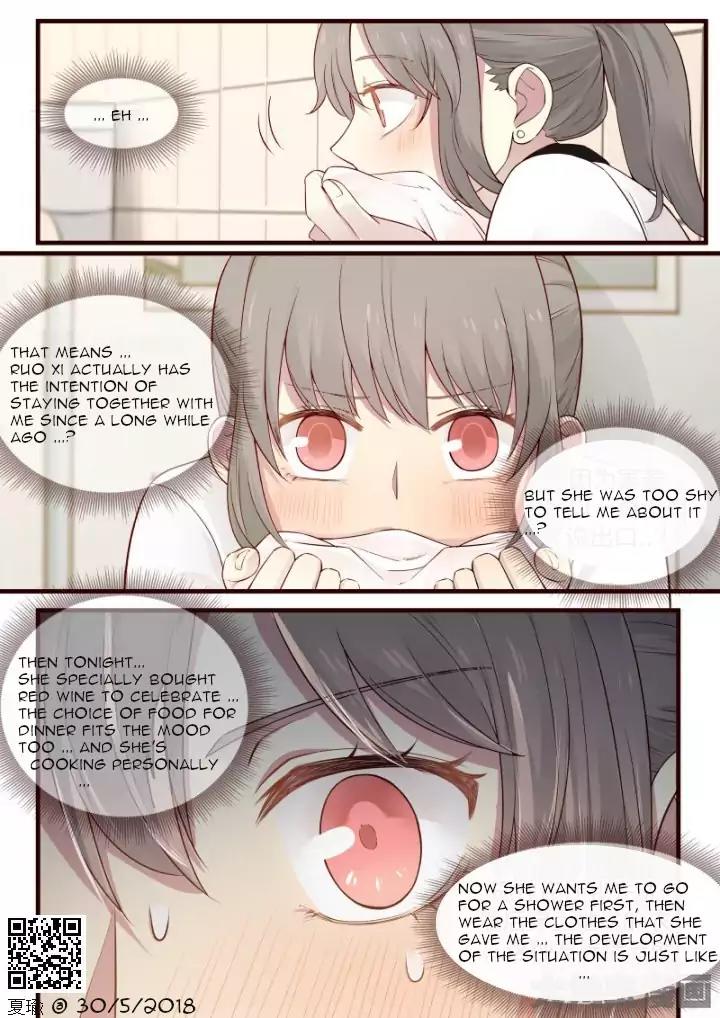 ... EH ...
THAT MEANS ...
RUO XI ACTUALLY HAS
THE INTENTION OF
STAYING TOGETHER WITH
ME SINCE A LONG WHILE
AGO ...?
BUT SHE WAS TOO SHY
TO TELL ME ABOUT IT
...?
THEN TONIGHT...
SHE SPECIALLY BOUGHT
RED WINE TO CELEBRATE ...
THE CHOICE OF FOOD FOR
DINNER FITS THE MOOD
TOO ... AND SHE'S
COOKING PERSONALLY
...
NOW SHE WANTS ME TO GO
FOR A SHOWER FIRST, THEN
WEAR THE CLOTHES THAT SHE
GAVE ME ... THE DEVELOPMENT
OF THE SITUATION IS JUST LIKE
...
夏璇 ③ 30/5/2018